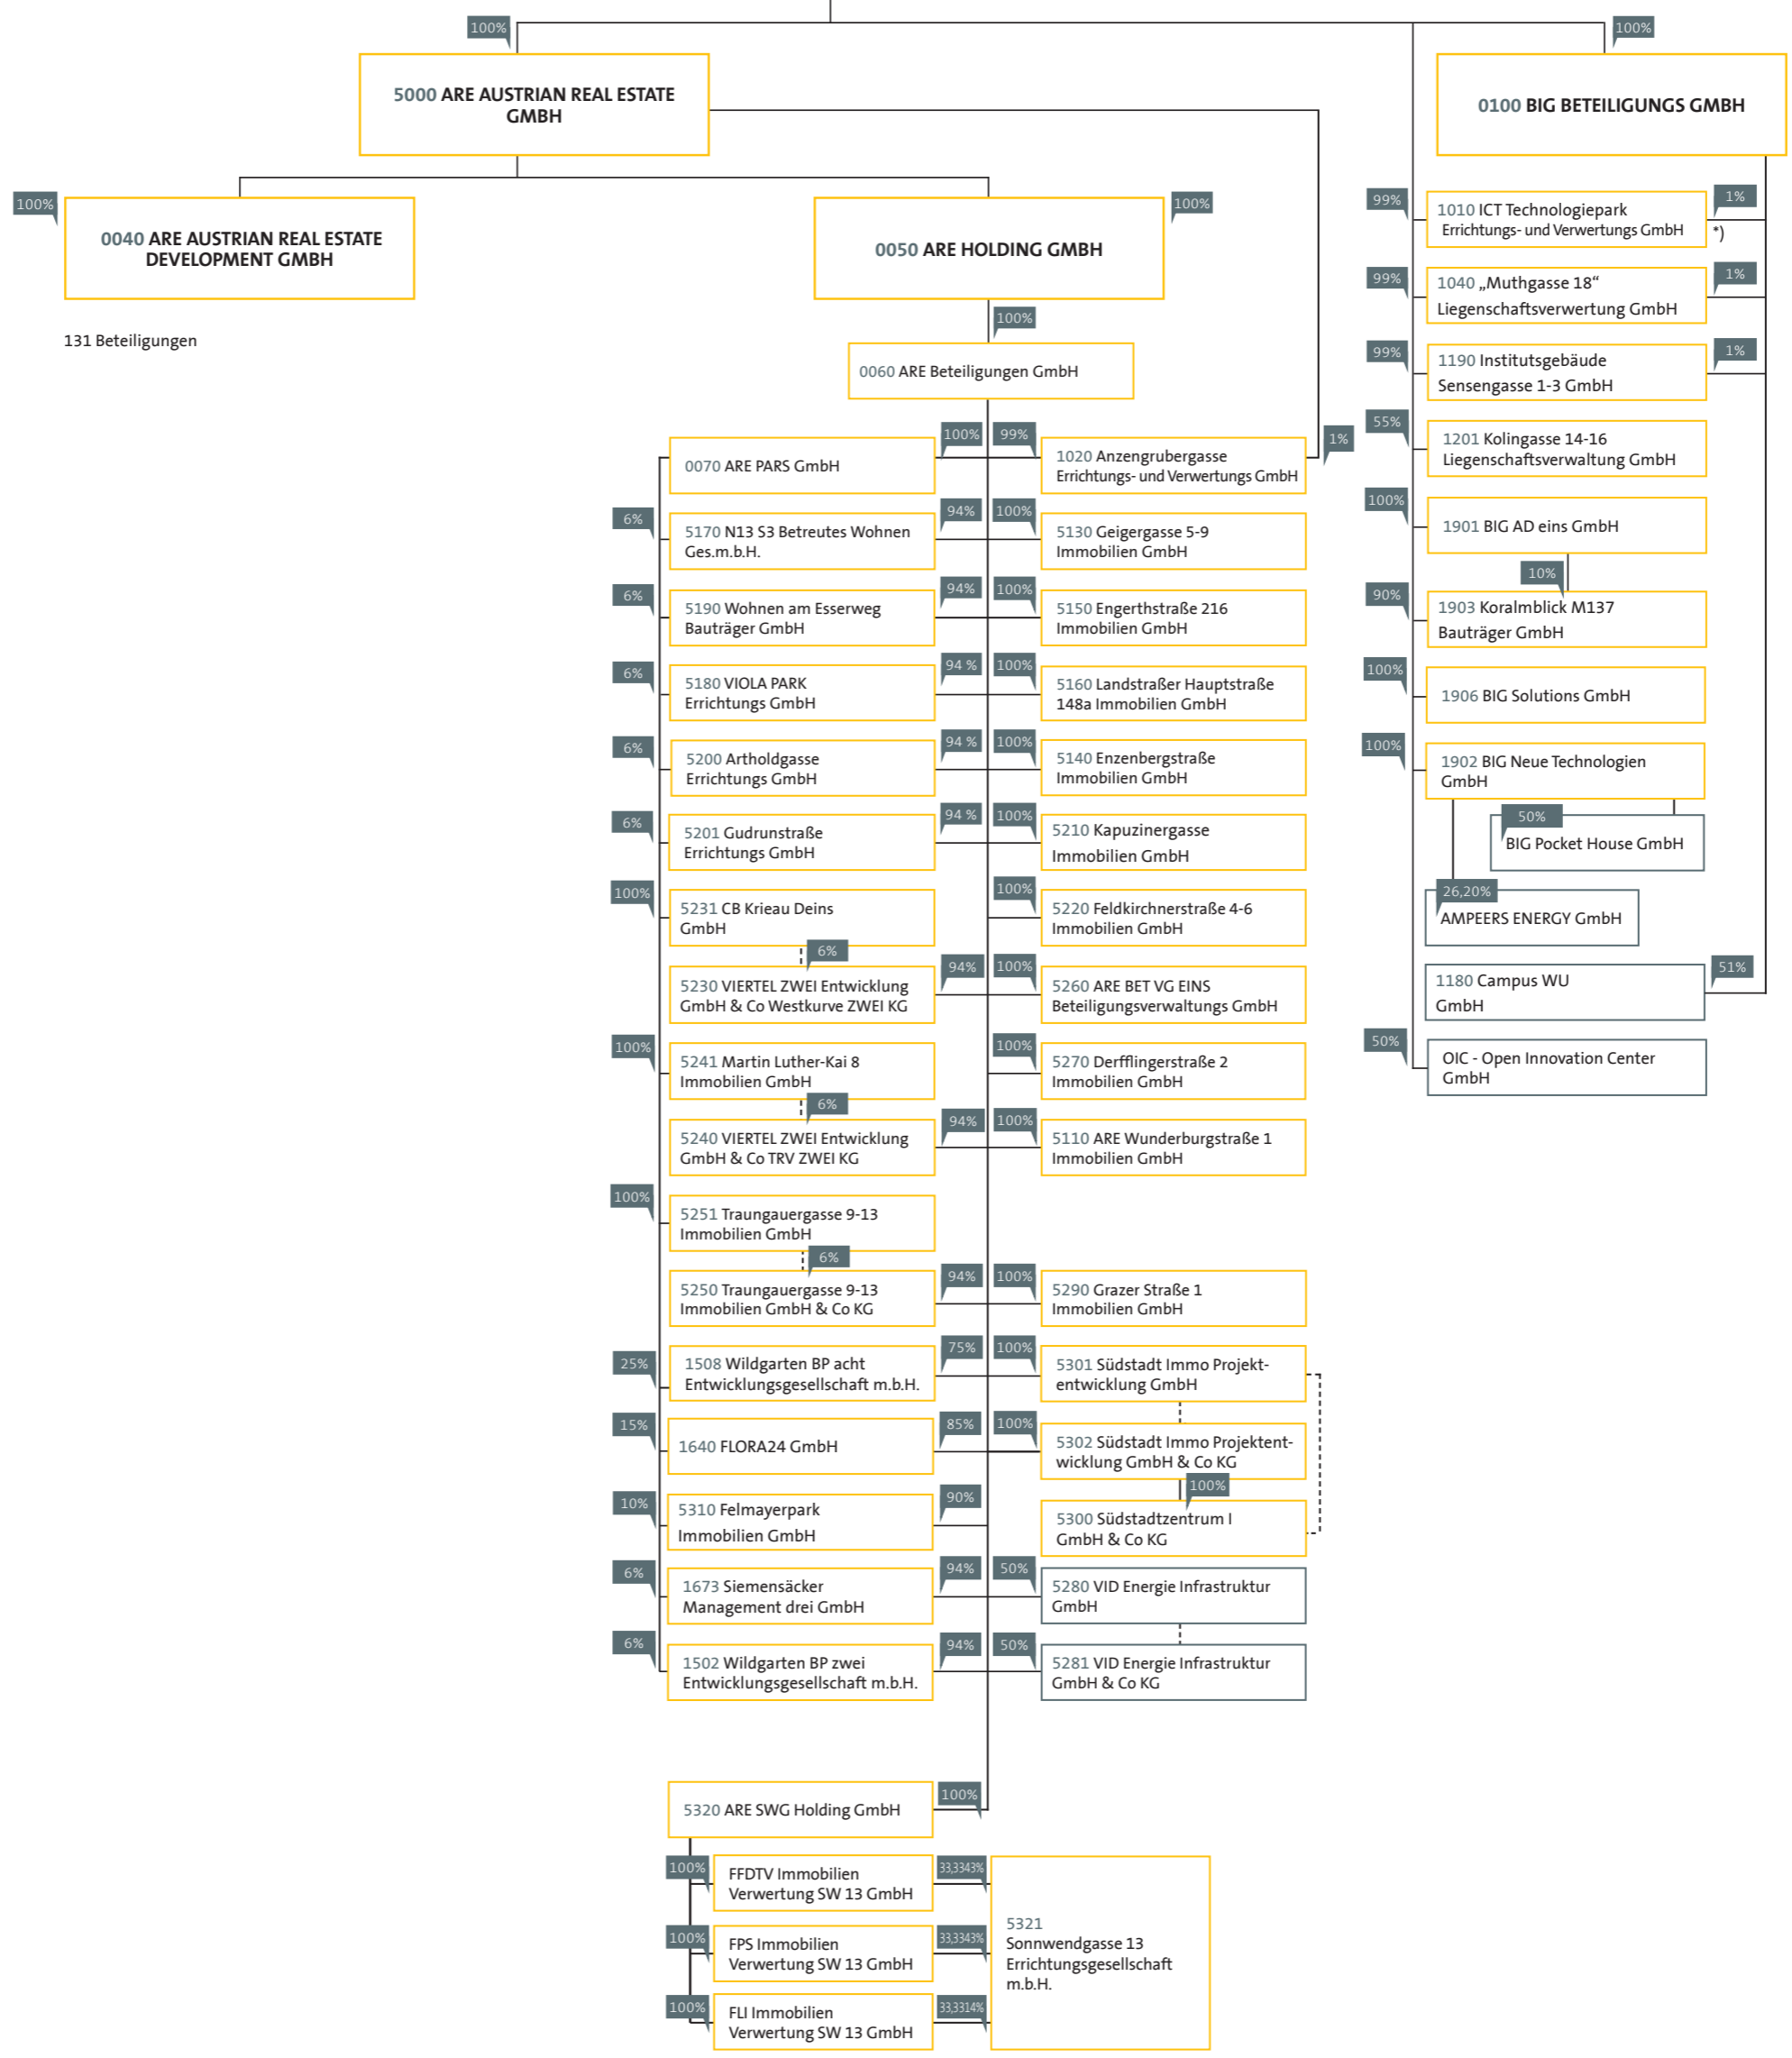 100%
100%
5000 ARE AUSTRIAN REAL ESTATE
GMBH
0100 BIG BETEILIGUNGS GMBH
100%
0040 ARE AUSTRIAN REAL ESTATE
DEVELOPMENT GMBH
131 Beteiligungen
0050 ARE HOLDING GMBH
100%
100%
0060 ARE Beteiligungen GmbH
0070 ARE PARS GmbH
100%
99%
1020 Anzengrubergasse
Errichtungs- und Verwertungs GmbH
1%
6%
5170 N13 S3 Betreutes Wohnen
Ges.m.b.H.
94%
100%
5130 Geigergasse 5-9
Immobilien GmbH
6%
5190 Wohnen am Esserweg
Bauträger GmbH
94%
100%
5150 Engerthstraße 216
Immobilien GmbH
6%
5180 VIOLA PARK
Errichtungs GmbH
94 %
100%
5160 Landstraßer Hauptstraße
148a Immobilien GmbH
6%
5200 Artholdgasse
Errichtungs GmbH
94 %
100%
5140 Enzenbergstraße
Immobilien GmbH
6%
5201 Gudrunstraße
Errichtungs GmbH
94 %
100%
5210 Kapuzinergasse
Immobilien GmbH
100%
5231 CB Krieau Deins
GmbH
100%
5220 Feldkirchnerstraße 4-6
Immobilien GmbH
6%
5230 VIERTEL ZWEI Entwicklung
GmbH & Co Westkurve ZWEI KG
94%
100%
5260 ARE BET VG EINS
Beteiligungsverwaltungs GmbH
100%
5241 Martin Luther-Kai 8
Immobilien GmbH
100%
5270 Derfflingerstraße 2
Immobilien GmbH
6%
5240 VIERTEL ZWEI Entwicklung
GmbH & Co TRV ZWEI KG
94%
100%
5110 ARE Wunderburgstraße 1
Immobilien GmbH
100%
5251 Traungauergasse 9-13
Immobilien GmbH
6%
5250 Traungauergasse 9-13
Immobilien GmbH & Co KG
94%
100%
5290 Grazer Straße 1
Immobilien GmbH
25%
1508 Wildgarten BP acht
Entwicklungsgesellschaft m.b.H.
75%
100%
5301 Südstadt Immo Projekt-
entwicklung GmbH
15%
1640 FLORA24 GmbH
85%
100%
5302 Südstadt Immo Projektent-
wicklung GmbH & Co KG
100%
10%
5310 Felmayerpark
Immobilien GmbH
90%
5300 Südstadtzentrum I
GmbH & Co KG
6%
1673 Siemensäcker
Management drei GmbH
94%
50%
5280 VID Energie Infrastruktur
GmbH
6%
1502 Wildgarten BP zwei
Entwicklungsgesellschaft m.b.H.
94%
50%
5281 VID Energie Infrastruktur
GmbH & Co KG
5320 ARE SWG Holding GmbH
100%
100%
FFDTV Immobilien
Verwertung SW 13 GmbH
33,3343%
100%
FPS Immobilien
Verwertung SW 13 GmbH
33,3343%
100%
FLI Immobilien
Verwertung SW 13 GmbH
33,3314%
5321
Sonnwendgasse 13
Errichtungsgesellschaft
m.b.H.
99%
1010 ICT Technologiepark
Errichtungs- und Verwertungs GmbH
1%
*)
99%
1040 „Muthgasse 18“
Liegenschaftsverwertung GmbH
1%
99%
1190 Institutsgebäude
Sensengasse 1-3 GmbH
1%
55%
1201 Kolingasse 14-16
Liegenschaftsverwaltung GmbH
100%
1901 BIG AD eins GmbH
10%
90%
1903 Koralmblick M137
Bauträger GmbH
100%
1906 BIG Solutions GmbH
100%
1902 BIG Neue Technologien
GmbH
50%
BIG Pocket House GmbH
26,20%
AMPEERS ENERGY GmbH
1180 Campus WU
GmbH
51%
50%
OIC - Open Innovation Center
GmbH